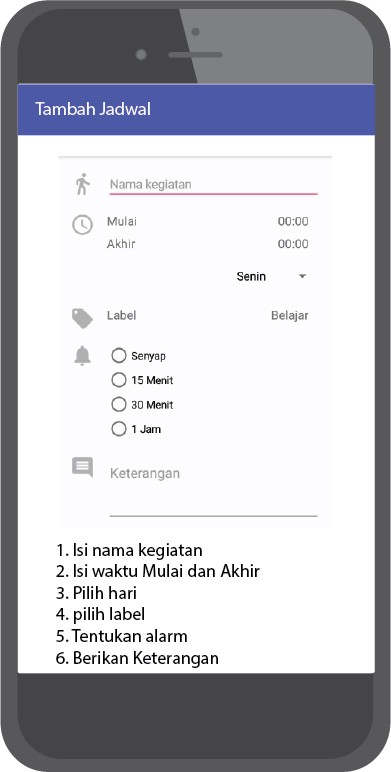 Tambah Jadwal
Nama kegiatan
Mulai 00:00
Akhir 00:00
Senin
Label Belajar
Senyap
15 Menit
30 Menit
1 Jam
Keterangan
1. Isi nama kegiatan
2. Isi waktu Mulai dan Akhir
3. Pilih hari
4. pilih label
5. Tentukan alarm
6. Berikan Keterangan